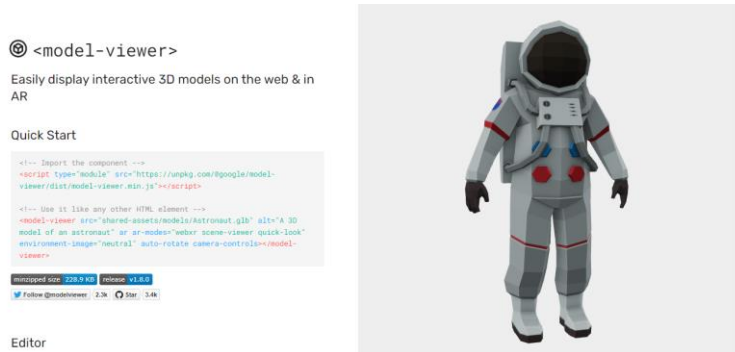 <model-viewer>
Easily display interactive 3D models on the web & in
AR
Quick Start
<!-- Import the component -->
<script type="module" src="https://unpkg.com/@google/model-
viewer/dist/model-viewer.min.js"></script>
<!-- Use it like any other HTML element -->
<model-viewer src="shared-assets/models/Astronaut.glb" alt="A 3D
model of an astronaut" ar ar-modes="webxr scene-viewer quick-look"
environment-image="neutral" auto-rotate camera-controls></model-
viewer>
minzipped size 228.9 KB release v1.8.0
Follow @modelviewer 2.3k Star 3.4k
Editor